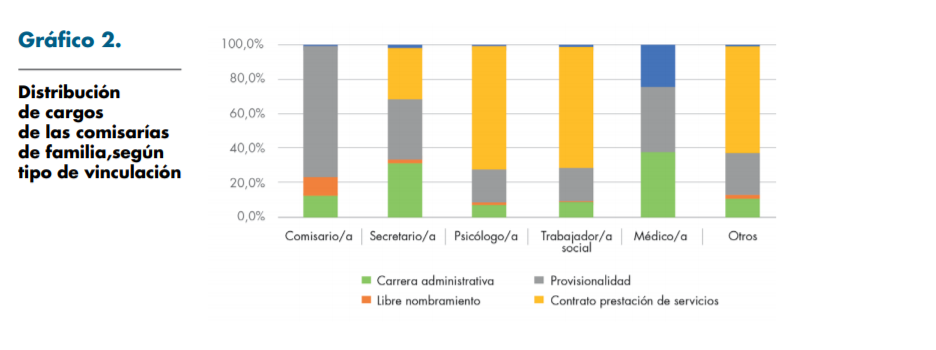 Gráfico 2.
Distribución
de cargos
de las comisarías
de familia,según
tipo de vinculación
100,0%
80,0%
60,0%
40,0%
20,0%
0,0%
Comisario/a
Secretario/a
Psicólogo/a
Trabajador/a
social
Médico/a
Otros
Carrera administrativa
Provisionalidad
Libre nombramiento
Contrato prestación de servicios